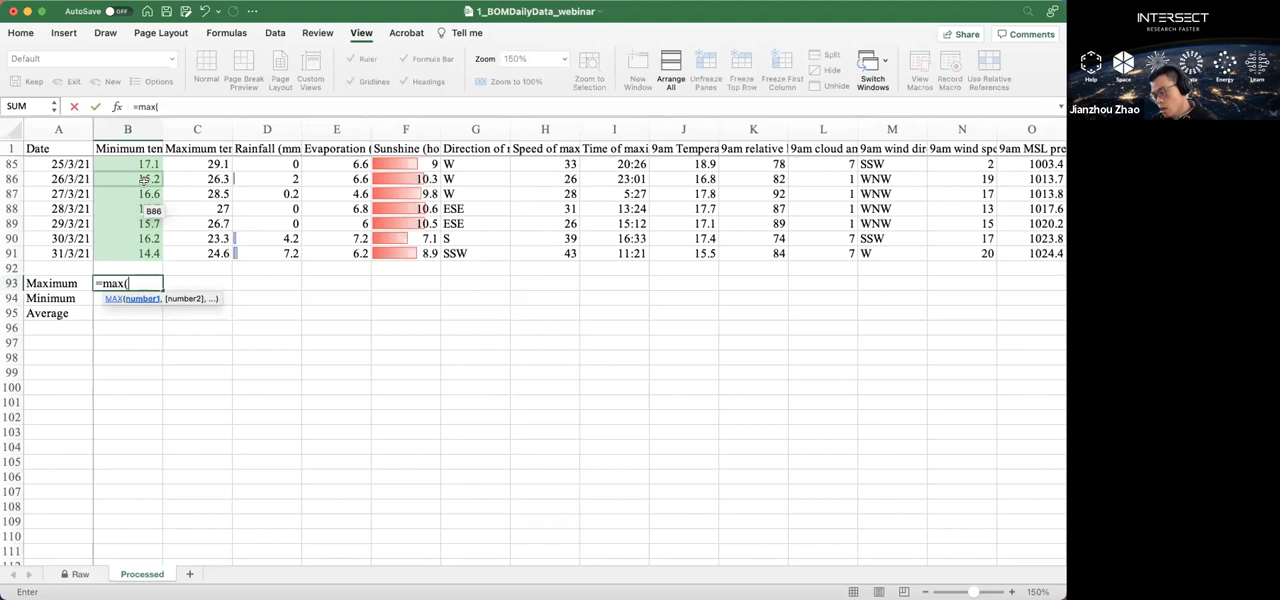 AutoSave OFF 1_BOMDailyData_webinar
Home Insert Draw Page Layout Formulas Data Review View Acrobat Tell me Share Comments
Default Keep Exit New Options
Normal Page Break Preview Page Layout Custom Views
Ruler Formula Bar Gridlines Headings
Zoom 150% Zoom to 100% Zoom to Selection
New Window Arrange All Unfreeze Panes Freeze Top Row Freeze First Column
Split Hide Unhide Switch Windows View Macros Record Macro Use Relative References
SUM fx =max(
A B C D E F G H I J K L M N O
1 Date Minimum ten Maximum ter Rainfall (mm Evaporation ( Sunshine (ho Direction of r Speed of max Time of maxi 9am Tempera 9am relative 9am cloud an 9am wind dir 9am wind spe 9am MSL pre
85 25/3/21 17.1 29.1 0 6.6 9 W 33 20:26 18.9 78 7 SSW 2 1003.4
86 26/3/21 26.3 2 6.6 10.3 W 26 23:01 16.8 82 1 WNW 19 1013.7
87 27/3/21 16.6 28.5 0.2 4.6 9.8 W 28 5:27 17.8 92 1 WNW 17 1013.8
88 28/3/21 27 0 6.8 10.6 ESE 31 13:24 17.7 87 1 WNW 13 1017.6
B86
89 29/3/21 15.7 26.7 0 6 10.5 ESE 26 15:12 17.1 89 1 WNW 15 1020.2
90 30/3/21 16.2 23.3 4.2 7.2 7.1 S 39 16:33 17.4 74 7 SSW 17 1023.8
91 31/3/21 14.4 24.6 7.2 6.2 8.9 SSW 43 11:21 15.5 84 7 W 20 1024.4
92
93 Maximum =max(
94 Minimum MAX(number1, [number2], ...)
95 Average
96
97
98
99
100
101
102
103
104
105
106
107
108
109
110
111
Raw Processed
Enter 150%
INTERSECT
RESEARCH FASTER
Help Space Energy Learn
Jianzhou Zhao